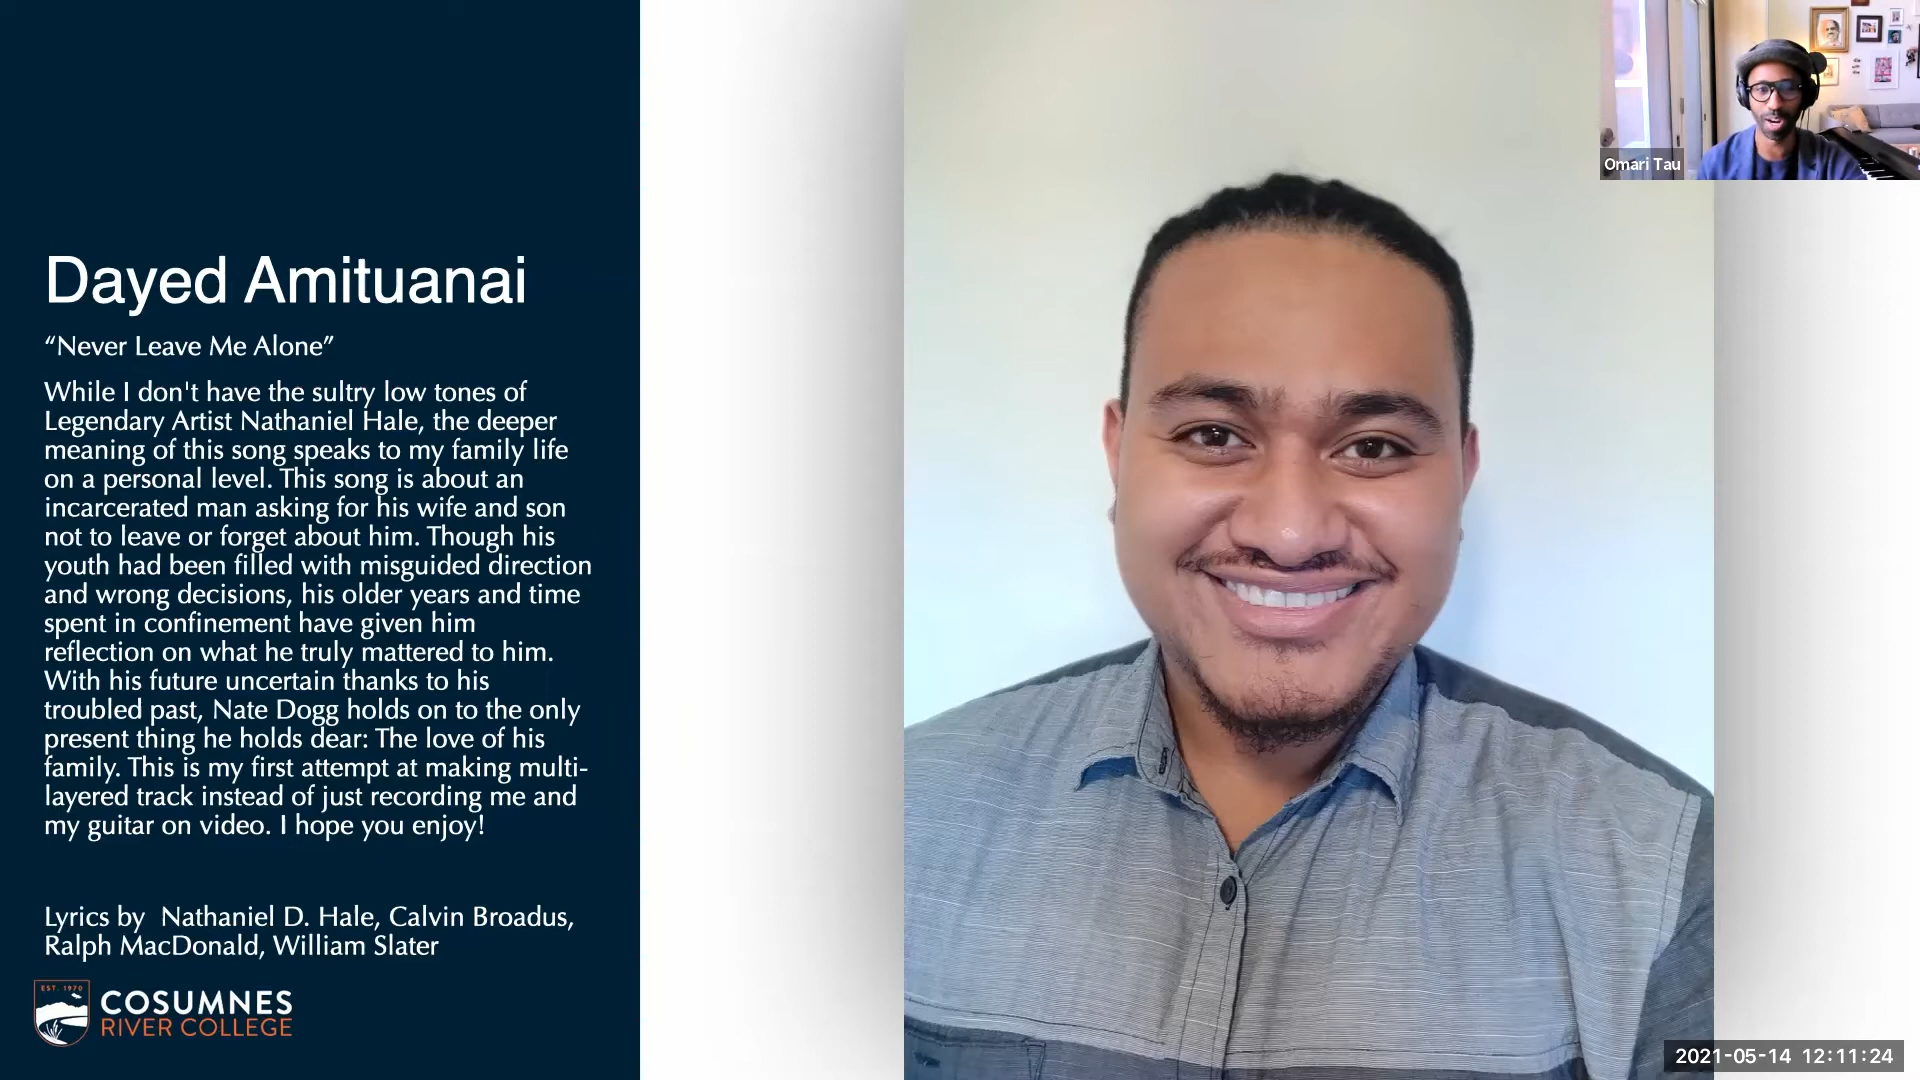 Dayed Amituanai
“Never Leave Me Alone”
While I don't have the sultry low tones of
Legendary Artist Nathaniel Hale, the deeper
meaning of this song speaks to my family life
on a personal level. This song is about an
incarcerated man asking for his wife and son
not to leave or forget about him. Though his
youth had been filled with misguided direction
and wrong decisions, his older years and time
spent in confinement have given him
reflection on what he truly mattered to him.
With his future uncertain thanks to his
troubled past, Nate Dogg holds on to the only
present thing he holds dear: The love of his
family. This is my first attempt at making multi-
layered track instead of just recording me and
my guitar on video. I hope you enjoy!
Lyrics by  Nathaniel D. Hale, Calvin Broadus,
Ralph MacDonald, William Slater
EST. 1970
COSUMNES
RIVER COLLEGE
Omari Tau
2021-05-14 12:11:24